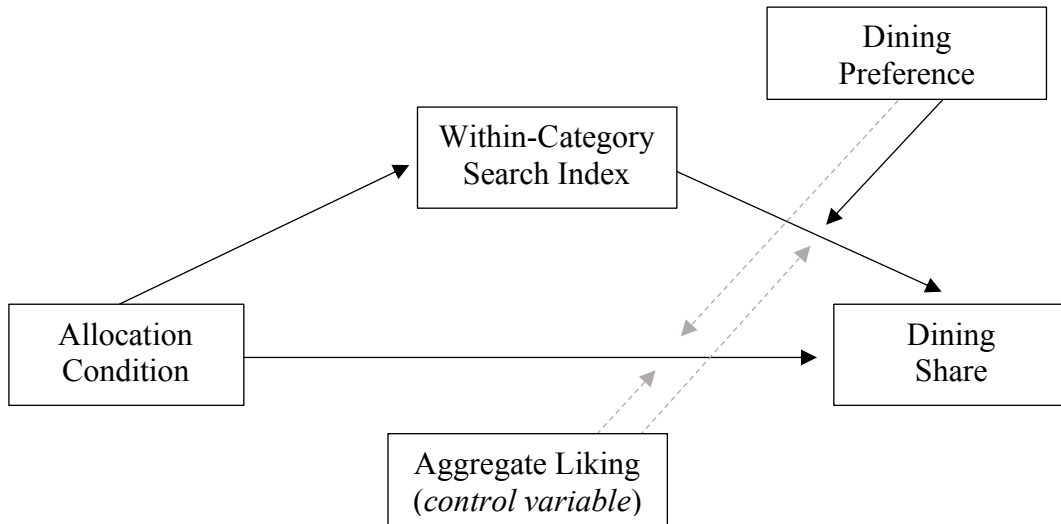 Dining
Preference
Within-Category
Search Index
Allocation
Condition
Dining
Share
Aggregate Liking
(control variable)